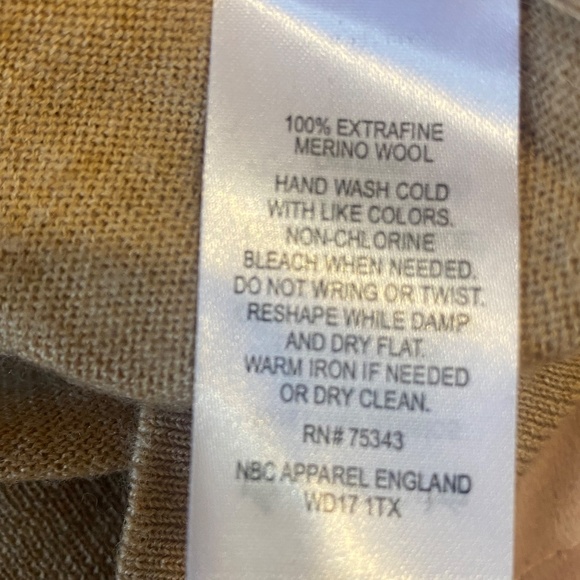 100% EXTRAFINE
MERINO WOOL
HAND WASH COLD
WITH LIKE COLORS.
NON-CHLORINE
BLEACH WHEN NEEDED.
DO NOT WRING OR TWIST.
RESHAPE WHILE DAMP
AND DRY FLAT.
WARM IRON IF NEEDED
OR DRY CLEAN.
RN# 75343
NBC APPAREL ENGLAND
WD17 1TX